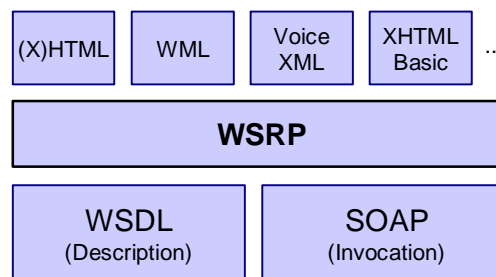 (X)HTML WML Voice XML XHTML Basic ...
WSRP
WSDL SOAP
(Description) (Invocation)